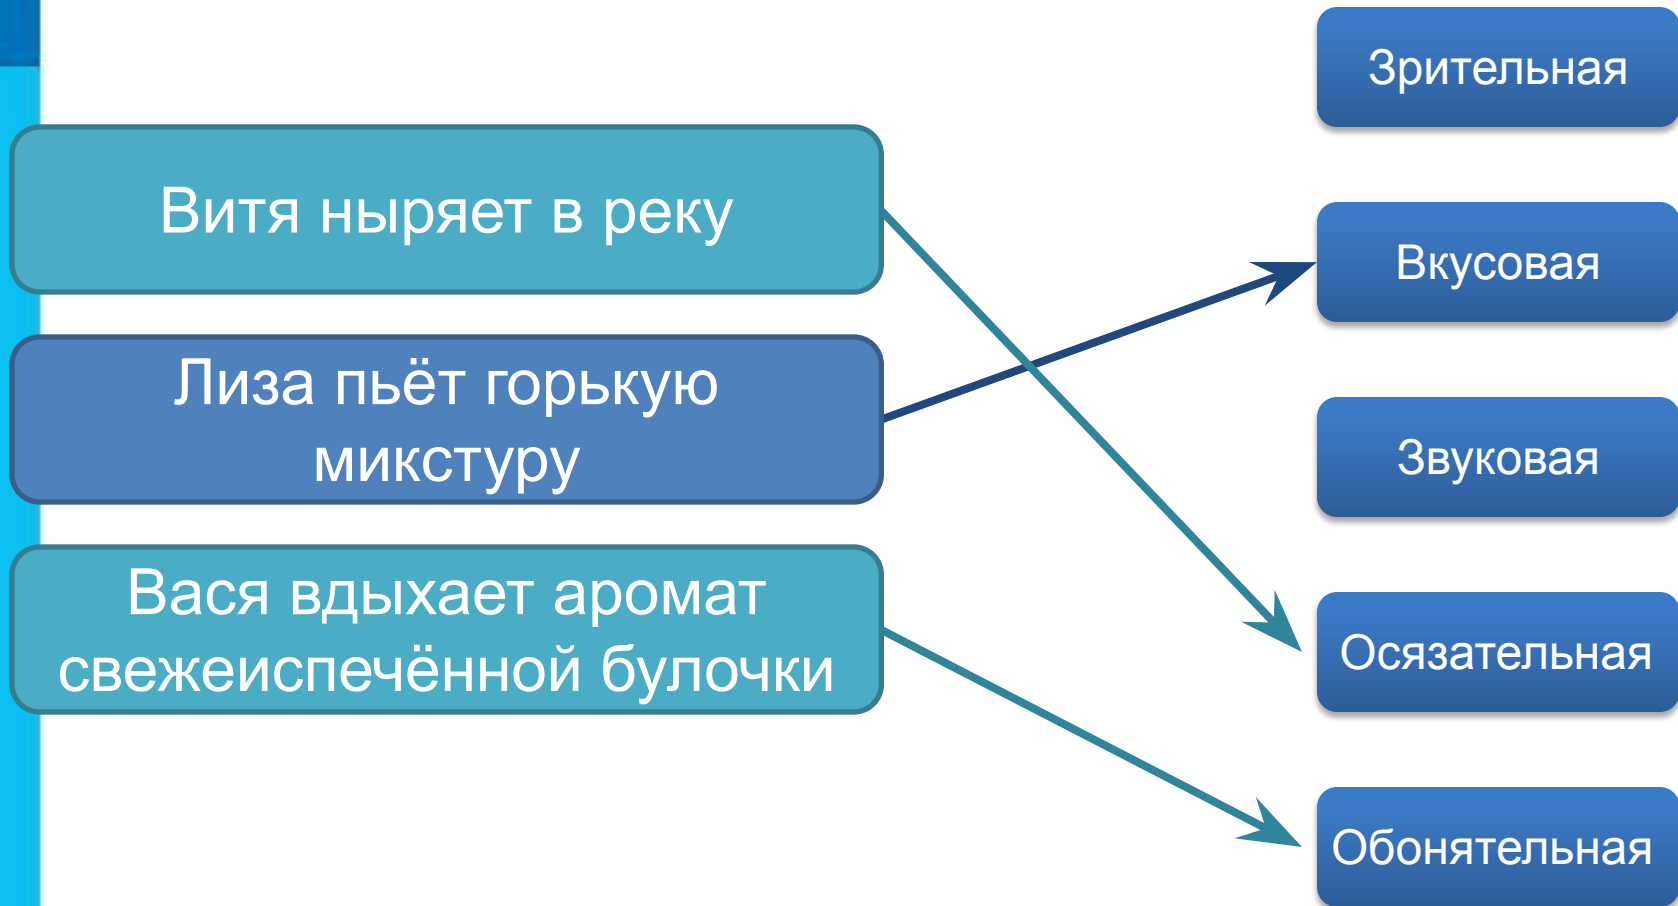 Витя ныряет в реку
Лиза пьёт горькую
микстуру
Вася вдыхает аромат
свежеиспечённой булочки
Зрительная
Вкусовая
Звуковая
Осязательная
Обонятельная